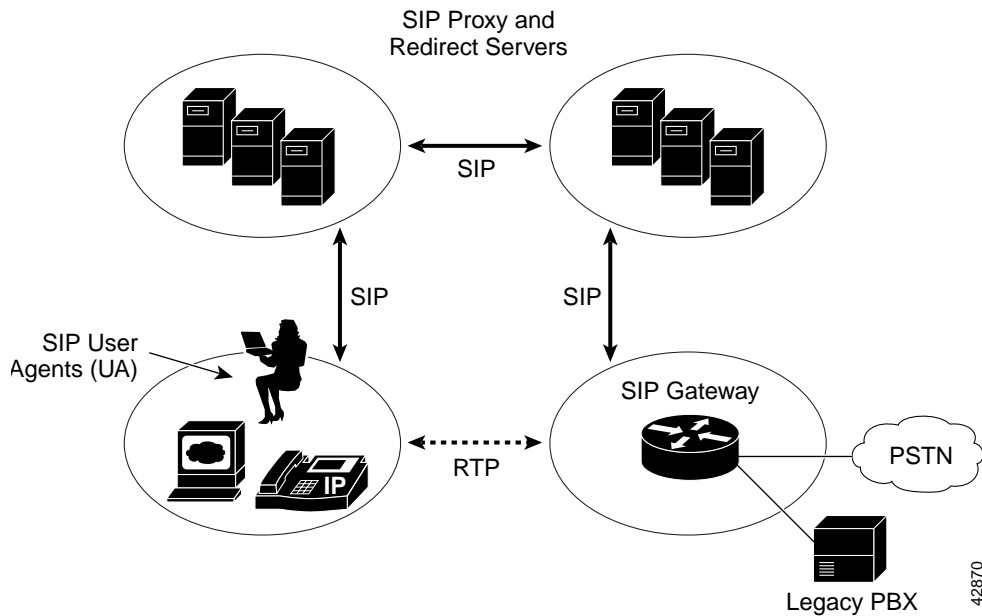 SIP Proxy and
Redirect Servers
SIP
SIP
SIP
SIP User
Agents (UA)
SIP Gateway
IP
RTP
PSTN
Legacy PBX
42870